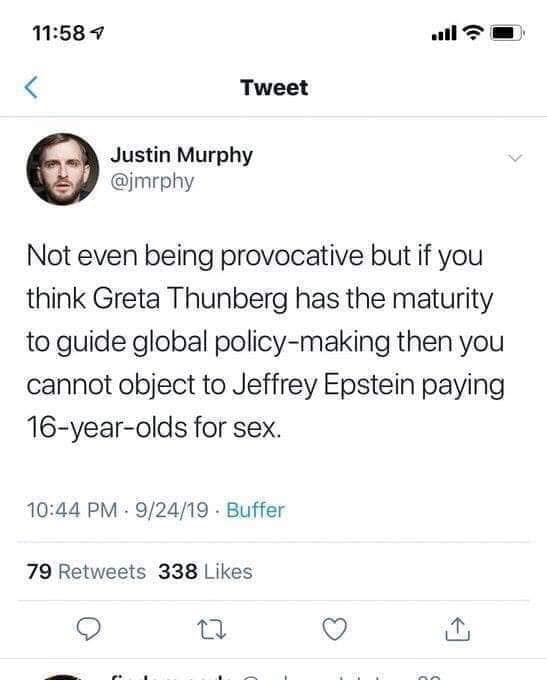 11:58
Tweet
Justin Murphy
@jmrphy
Not even being provocative but if you
think Greta Thunberg has the maturity
to guide global policy-making then you
cannot object to Jeffrey Epstein paying
16-year-olds for sex.
10:44 PM · 9/24/19 · Buffer
79 Retweets 338 Likes